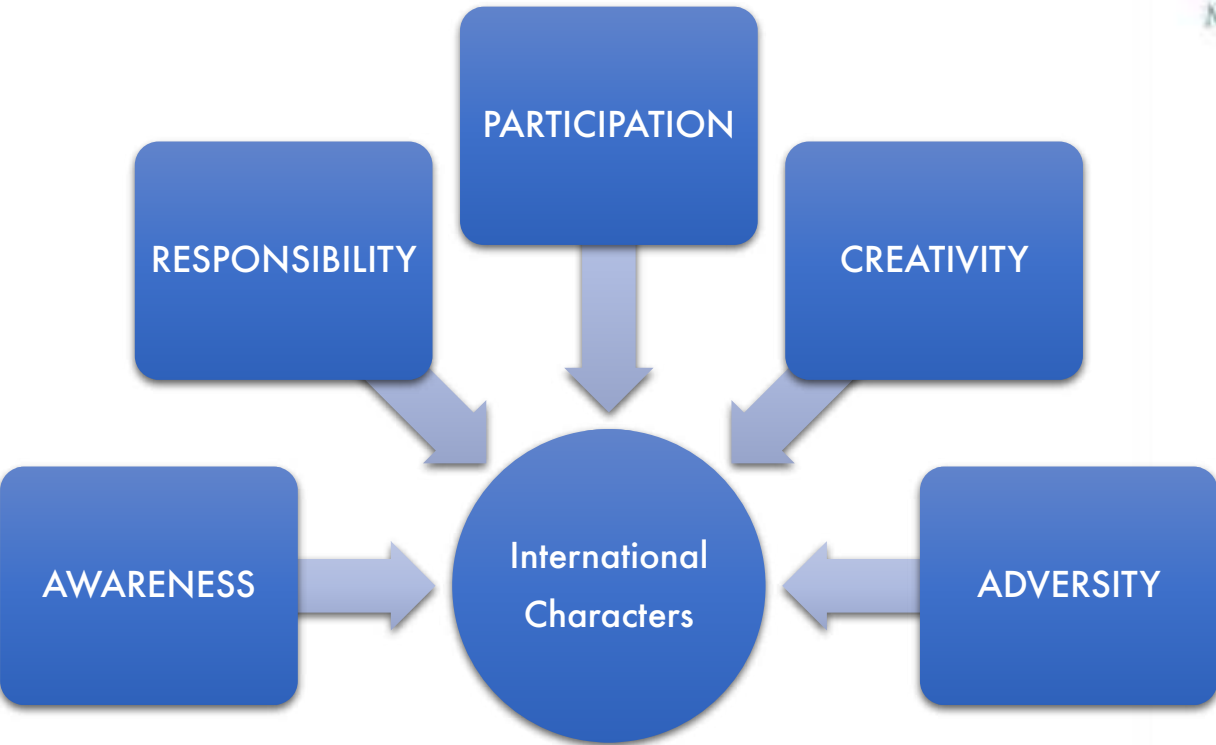 PARTICIPATION
RESPONSIBILITY
CREATIVITY
AWARENESS
International
Characters
ADVERSITY